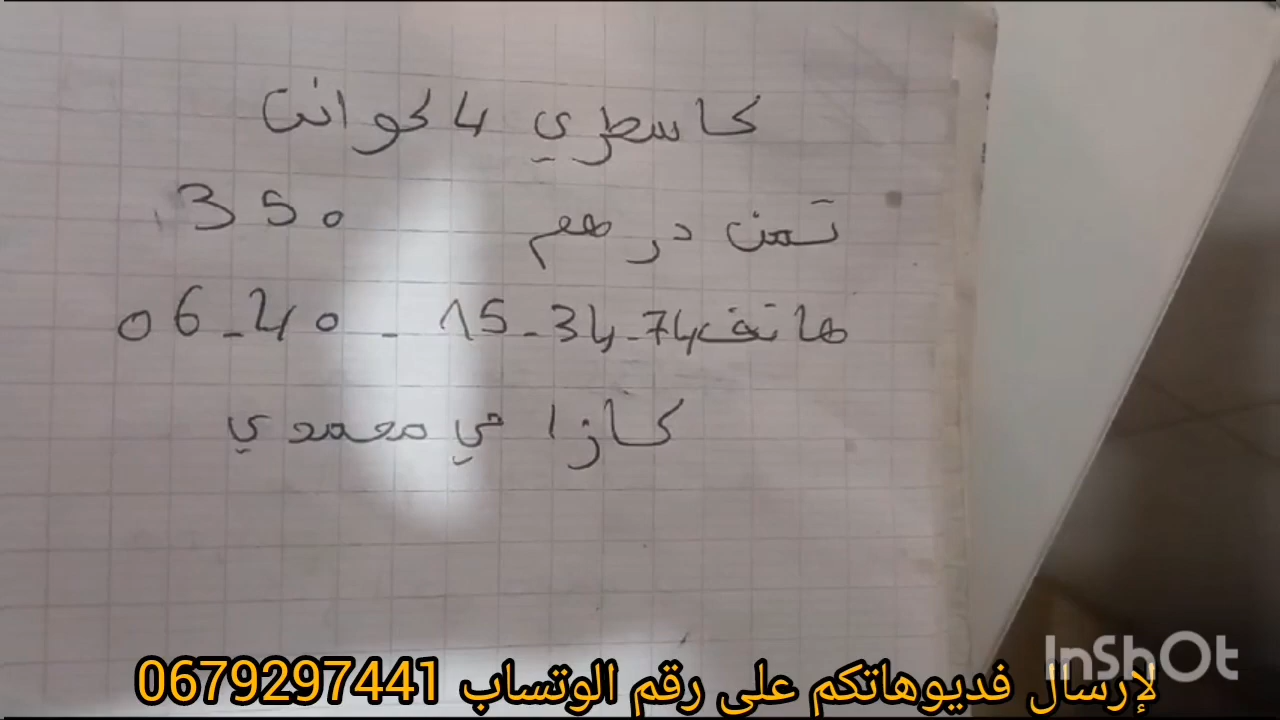 كاسطري 4 لحوانت
تمن درهم 350
هاتف 06-40-15-34-74
كازا حي محمدي
InShOt
لإرسال فديوهاتكم على رقم الوتساب 0679297441